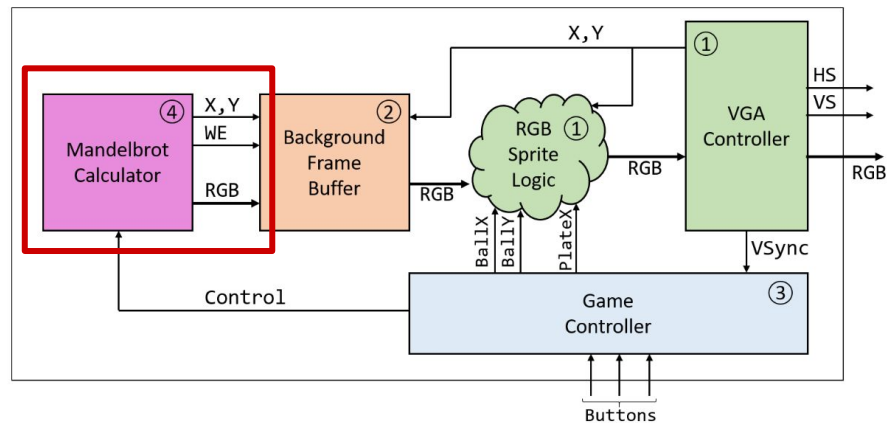 X,Y
①
HS
VS
VGA
Controller
RGB
④
X,Y
WE
RGB
Mandelbrot
Calculator
②
Background
Frame
Buffer
RGB
RGB
Sprite
Logic
①
RGB
BallX
BallY
PlateX
VSync
Control
③
Game
Controller
Buttons